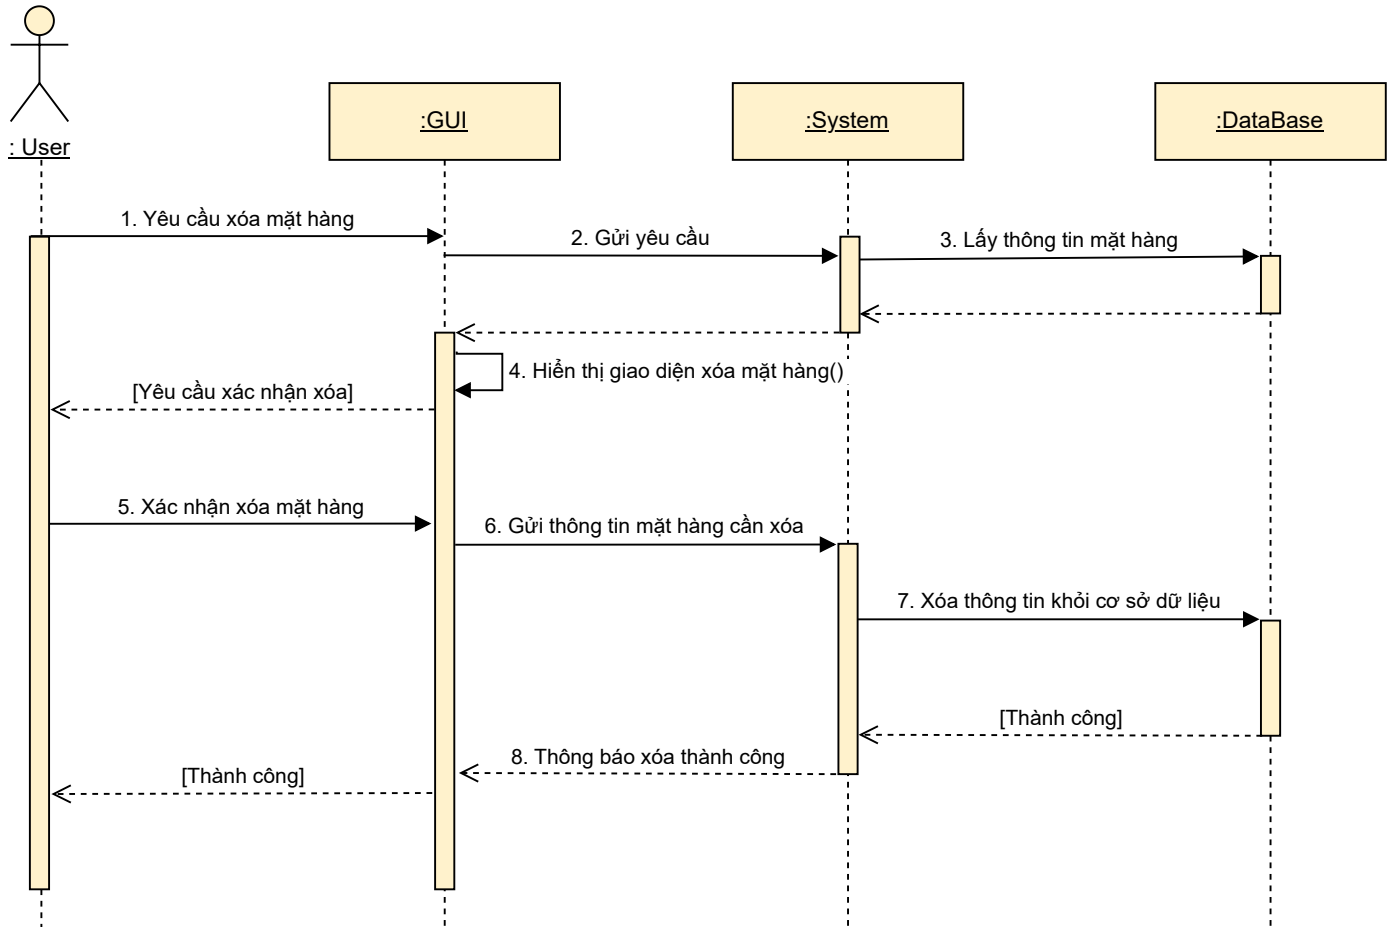 : User
:GUI
:System
:DataBase
1. Yêu cầu xóa mặt hàng
2. Gửi yêu cầu
3. Lấy thông tin mặt hàng
4. Hiển thị giao diện xóa mặt hàng()
[Yêu cầu xác nhận xóa]
5. Xác nhận xóa mặt hàng
6. Gửi thông tin mặt hàng cần xóa
7. Xóa thông tin khỏi cơ sở dữ liệu
[Thành công]
8. Thông báo xóa thành công
[Thành công]